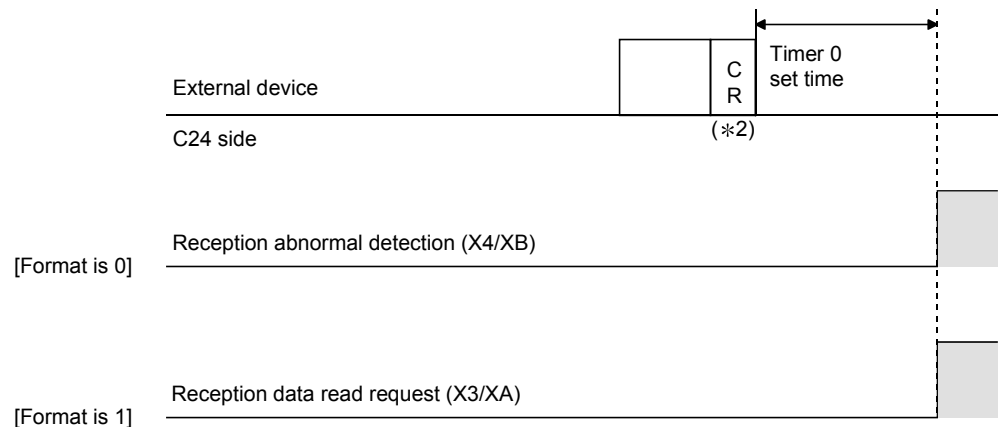 Timer 0
set time
C
R
External device
(*2)
C24 side
Reception abnormal detection (X4/XB)
[Format is 0]
Reception data read request (X3/XA)
[Format is 1]